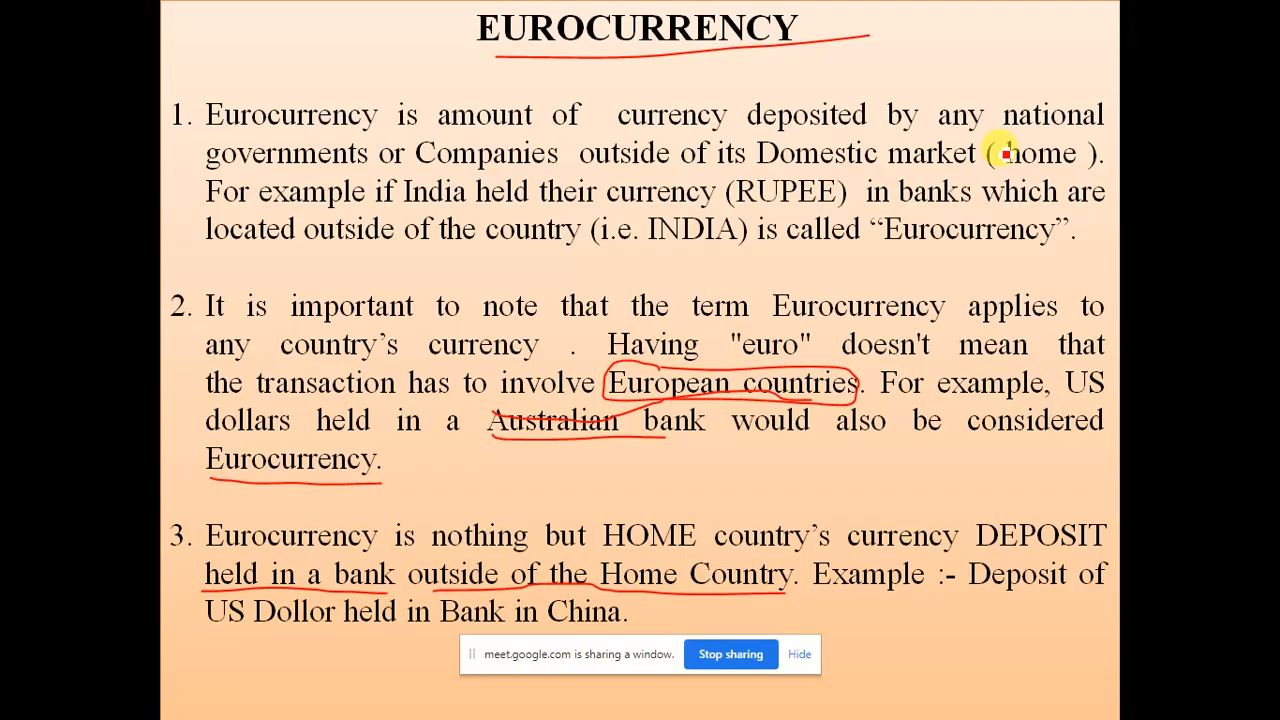 EUROCURRENCY
1. Eurocurrency is amount of currency deposited by any national
governments or Companies outside of its Domestic market ( home ).
For example if India held their currency (RUPEE) in banks which are
located outside of the country (i.e. INDIA) is called “Eurocurrency”.
2. It is important to note that the term Eurocurrency applies to
any country’s currency . Having "euro" doesn't mean that
the transaction has to involve European countries. For example, US
dollars held in a Australian bank would also be considered
Eurocurrency.
3. Eurocurrency is nothing but HOME country’s currency DEPOSIT
held in a bank outside of the Home Country. Example :- Deposit of
US Dollor held in Bank in China.
meet.google.com is sharing a window. Stop sharing Hide